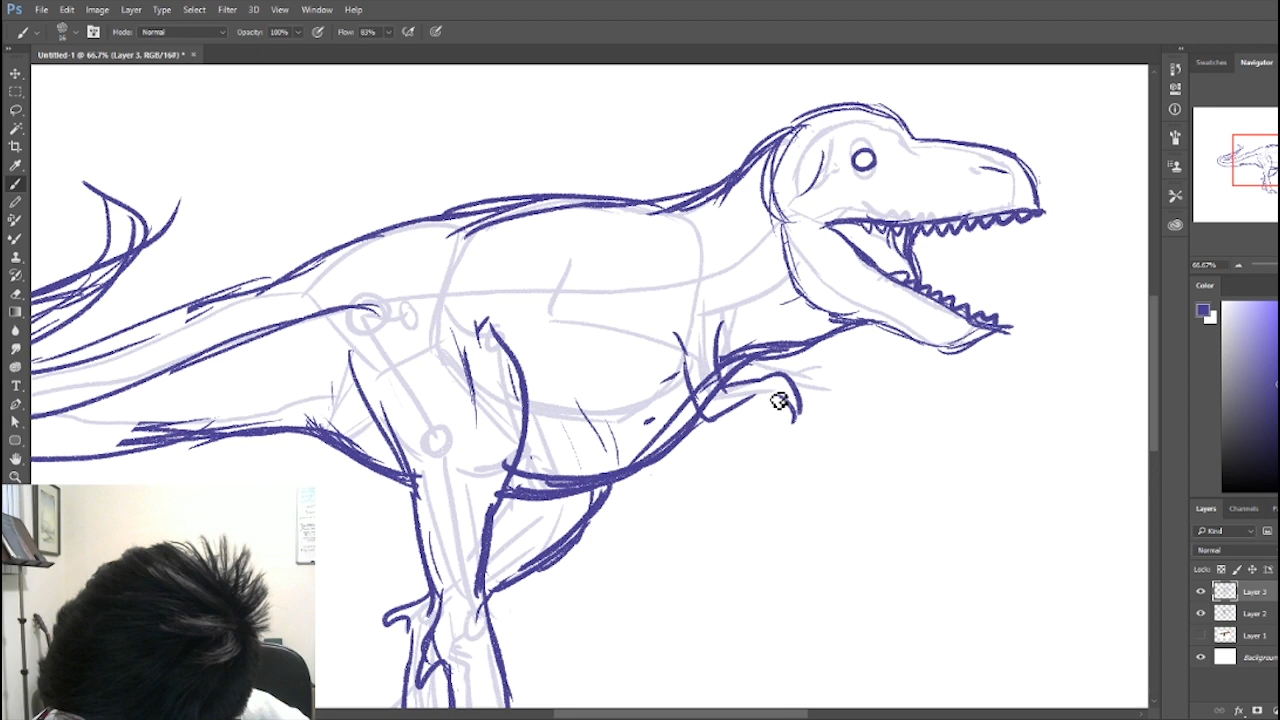 Ps File Edit Image Layer Type Select Filter 3D View Window Help
Mode: Normal Opacity: 100% Flow: 83%
Untitled-1 @ 66.7% (Layer 3, RGB/16#) *
Swatches Navigator
66.67%
Color
Layers Channels
Kind
Normal
Lock:
Layer 3
Layer 2
Layer 1
Backgroun